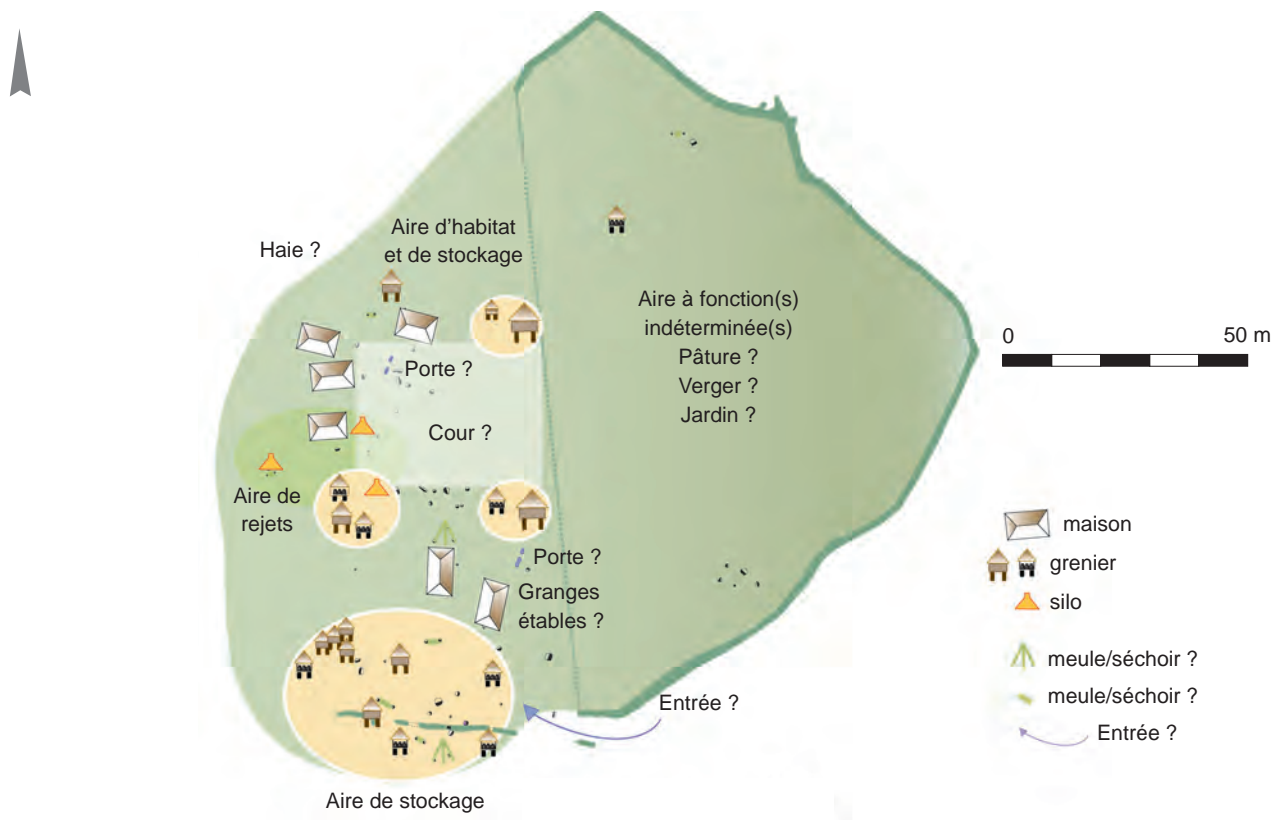 Aire d'habitat
et de stockage
Haie ?
Aire à fonction(s)
indéterminée(s)
Pâture ?
Verger ?
Jardin ?
0 50 m
Porte ?
Cour ?
Aire de
rejets
Porte ?
Granges
étables ?
Entrée ?
Aire de stockage
maison
grenier
silo
meule/séchoir ?
meule/séchoir ?
Entrée ?